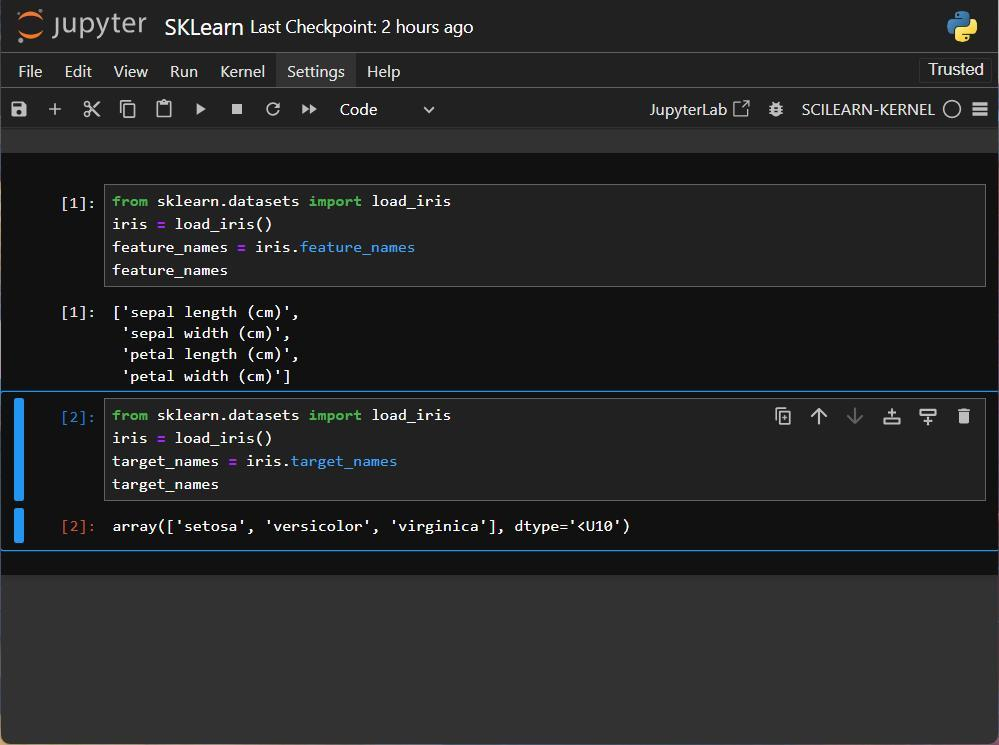 jupyter SKLearn Last Checkpoint: 2 hours ago
File Edit View Run Kernel Settings Help Trusted
Code JupyterLab SCILEARN-KERNEL
[1]: from sklearn.datasets import load_iris
iris = load_iris()
feature_names = iris.feature_names
feature_names
[1]: ['sepal length (cm)',
'sepal width (cm)',
'petal length (cm)',
'petal width (cm)']
[2]: from sklearn.datasets import load_iris
iris = load_iris()
target_names = iris.target_names
target_names
[2]: array(['setosa', 'versicolor', 'virginica'], dtype='<U10')